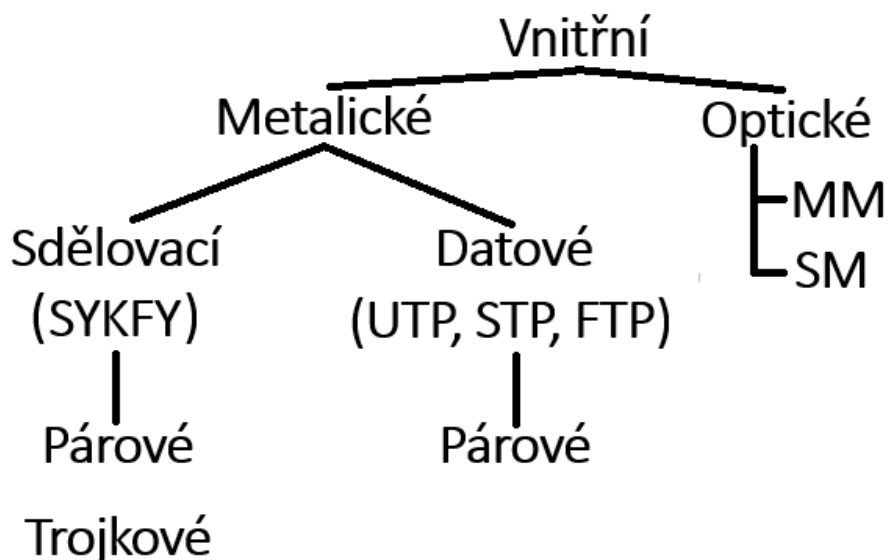 Vnitřní
Metalické
Optické
MM
SM
Sdělovací
(SYKFY)
Datové
(UTP, STP, FTP)
Párové
Párové
Trojkové